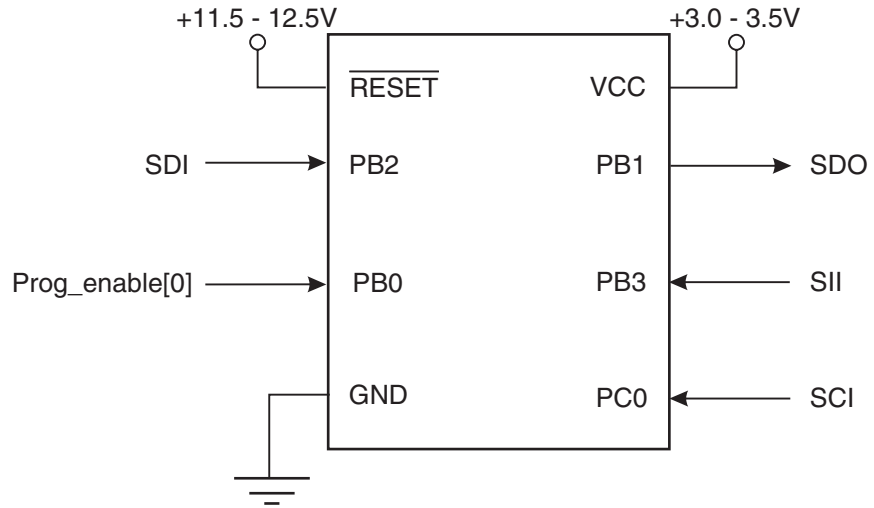 +11.5 - 12.5V
+3.0 - 3.5V
RESET
VCC
SDI
PB2
PB1
SDO
Prog_enable[0]
PB0
PB3
SII
GND
PC0
SCI